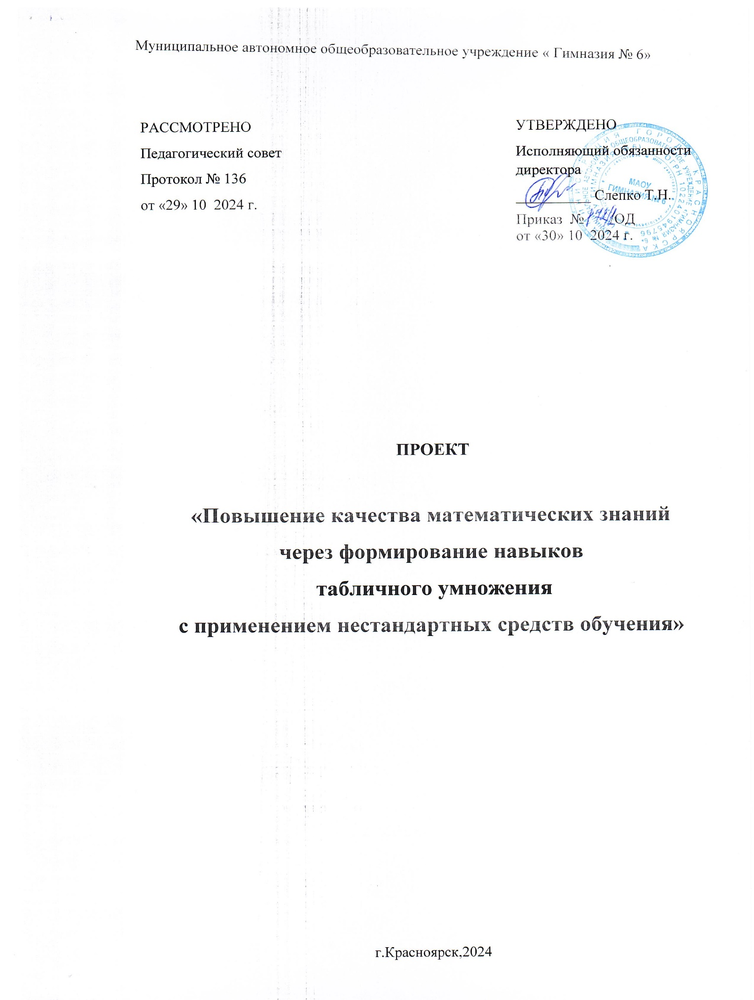 Муниципальное автономное общеобразовательное учреждение « Гимназия № 6»
РАССМОТРЕНО
Педагогический совет
Протокол № 136
от «29» 10 2024 г.
УТВЕРЖДЕНО
Исполняющий обязанности
директора
Слепко Т.Н.
Приказ № ОД
от «30» 10 2024 г.
МАОУ
ГИМНАЗИЯ № 6
ОГРН 1022401945796
ПРОЕКТ
«Повышение качества математических знаний
через формирование навыков
табличного умножения
с применением нестандартных средств обучения»
г.Красноярск,2024